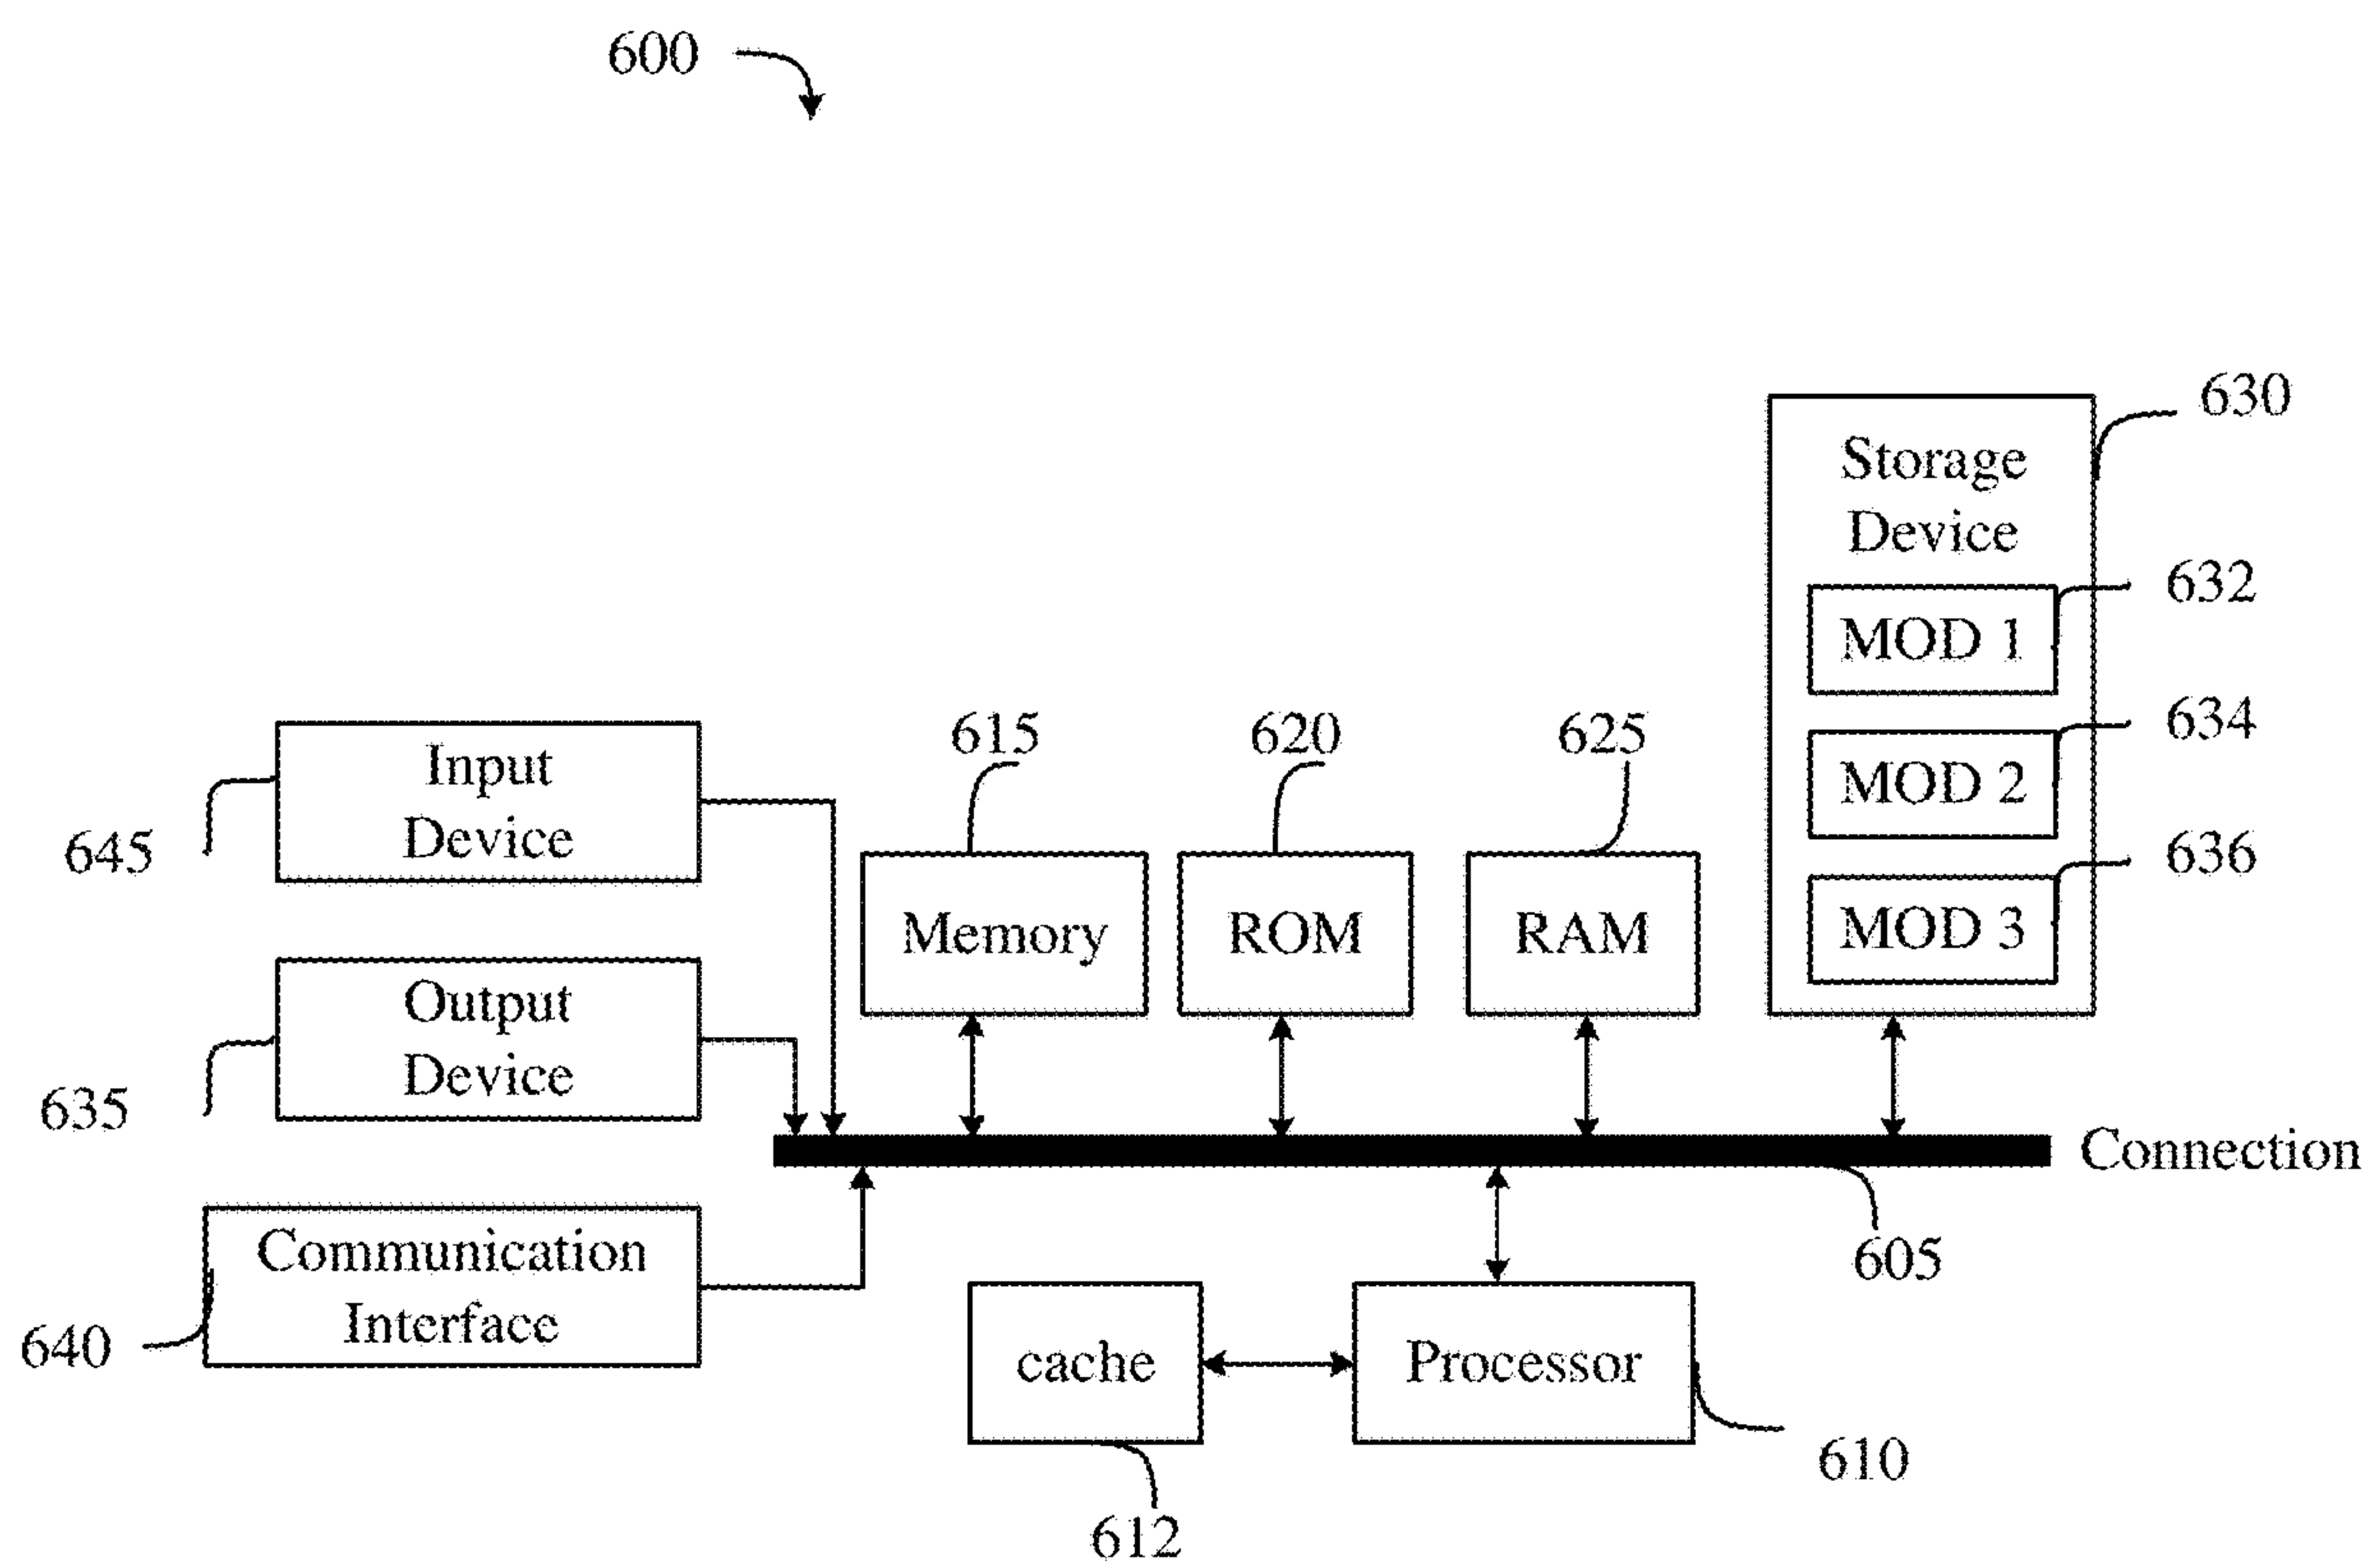 600
630
Storage
Device
632
MOD 1
634
MOD 2
636
MOD 3
615
620
625
Input
Device
645
Memory
ROM
RAM
Output
Device
635
Connection
605
Communication
Interface
640
cache
Processor
610
612